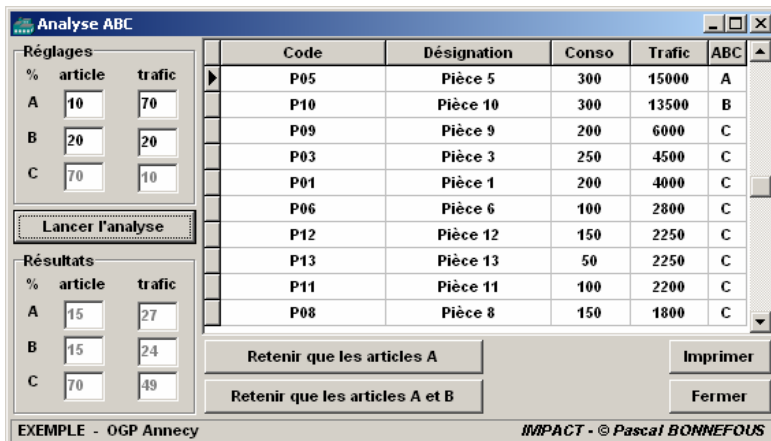 Analyse ABC
Réglages
% article trafic
A 10 70
B 20 20
C 70 10
Lancer l'analyse
Résultats
% article trafic
A 15 27
B 15 24
C 70 49
Code Désignation Conso Trafic ABC
P05 Pièce 5 300 15000 A
P10 Pièce 10 300 13500 B
P09 Pièce 9 200 6000 C
P03 Pièce 3 250 4500 C
P01 Pièce 1 200 4000 C
P06 Pièce 6 100 2800 C
P12 Pièce 12 150 2250 C
P13 Pièce 13 50 2250 C
P11 Pièce 11 100 2200 C
P08 Pièce 8 150 1800 C
Retenir que les articles A
Imprimer
Retenir que les articles A et B
Fermer
EXEMPLE - OGP Annecy
IMPACT - © Pascal BONNEFOUS